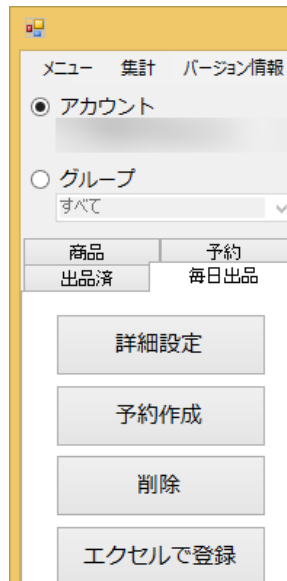 メニュー 集計 バージョン情報
アカウント
グループ
すべて
商品 予約
出品済 毎日出品
詳細設定
予約作成
削除
エクセルで登録